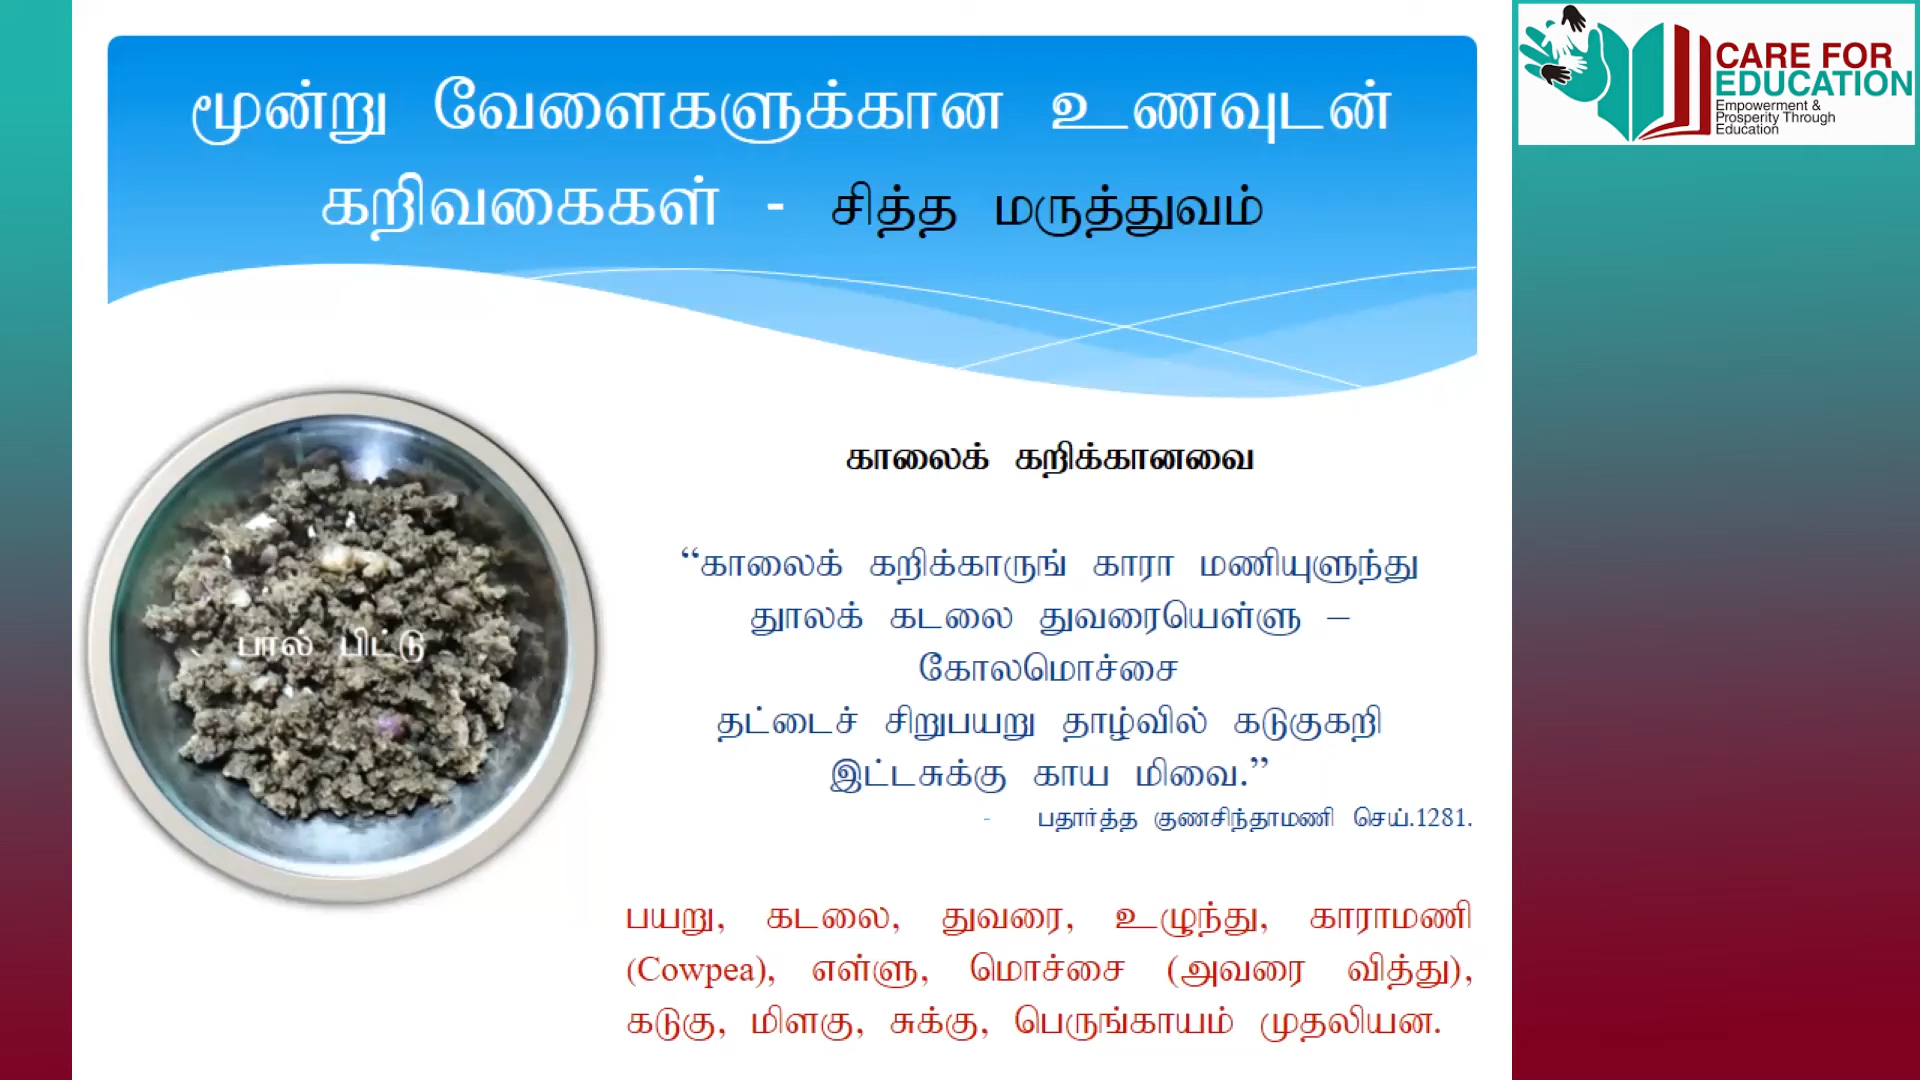 மூன்று வேளைகளுக்கான உணவுடன்
கறிவகைகள் - சித்த மருத்துவம்
CARE FOR
EDUCATION
Empowerment &
Prosperity Through
Education
காலைக் கறிக்கானவை
“காலைக் கறிக்காருங் காரா மணியுளுந்து
துாலக் கடலை துவரையெள்ளு –
கோலமொச்சை
தட்டைச் சிறுபயறு தாழ்வில் கடுகுகறி
இட்டசுக்கு காய மிவை.”
- பதார்த்த குணசிந்தாமணி செய்.1281.
பால் பிட்டு
பயறு, கடலை, துவரை, உழுந்து, காராமணி
(Cowpea), எள்ளு, மொச்சை (அவரை வித்து),
கடுகு, மிளகு, சுக்கு, பெருங்காயம் முதலியன.